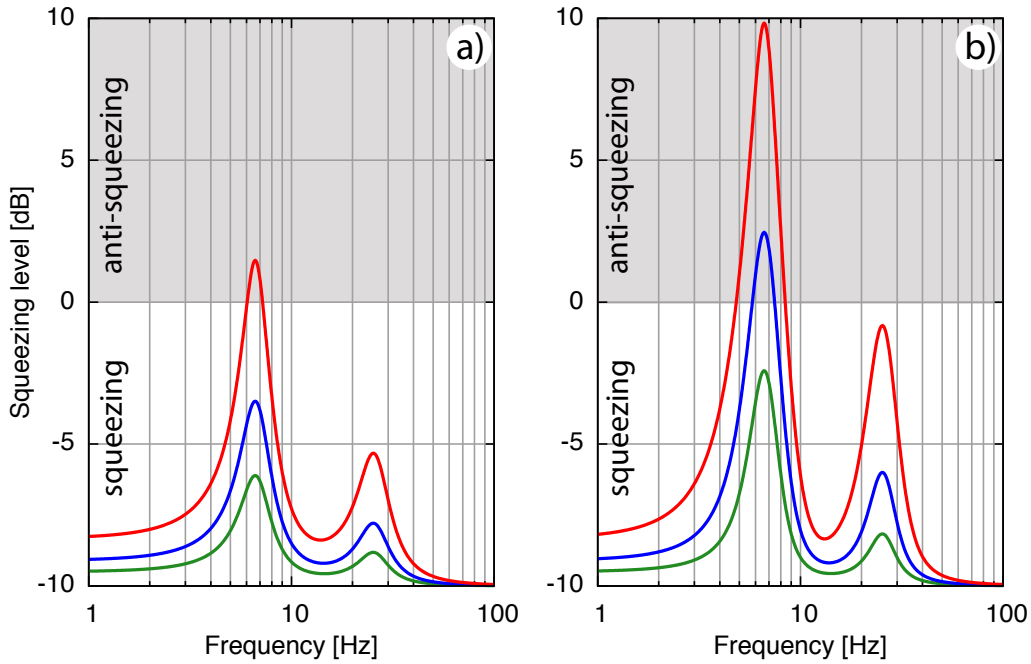 10
5
0
-5
-10
Squeezing level [dB]
anti-squeezing
squeezing
a)
1
10
100
Frequency [Hz]
10
5
0
-5
-10
anti-squeezing
squeezing
b)
1
10
100
Frequency [Hz]